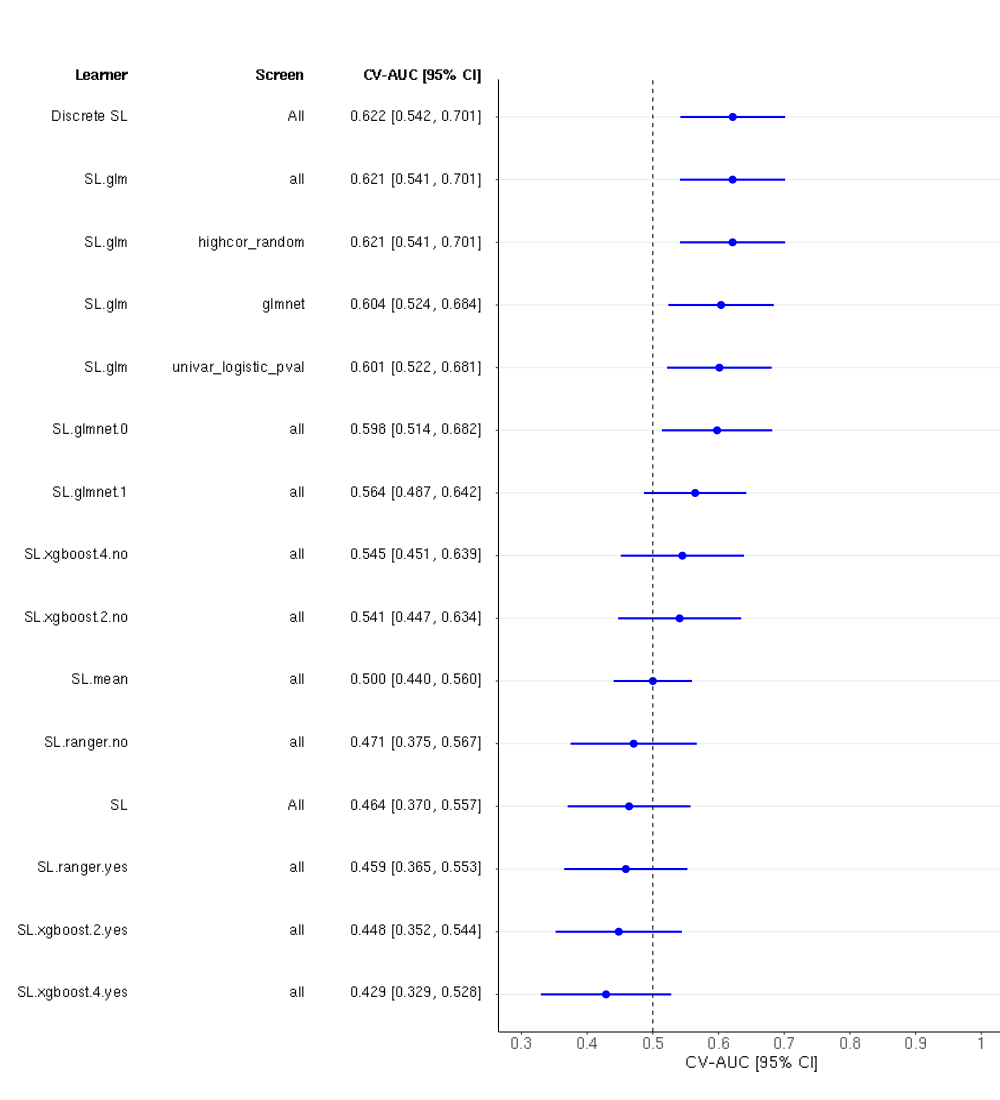 Learner Screen CV-AUC [95% CI]
Discrete SL All 0.622 [0.542, 0.701]
SL.glm all 0.621 [0.541, 0.701]
SL.glm highcor_random 0.621 [0.541, 0.701]
SL.glm glmnet 0.604 [0.524, 0.684]
SL.glm univar_logistic_pval 0.601 [0.522, 0.681]
SL.glmnet.0 all 0.598 [0.514, 0.682]
SL.glmnet.1 all 0.564 [0.487, 0.642]
SL.xgboost.4.no all 0.545 [0.451, 0.639]
SL.xgboost.2.no all 0.541 [0.447, 0.634]
SL.mean all 0.500 [0.440, 0.560]
SL.ranger.no all 0.471 [0.375, 0.567]
SL All 0.464 [0.370, 0.557]
SL.ranger.yes all 0.459 [0.365, 0.553]
SL.xgboost.2.yes all 0.448 [0.352, 0.544]
SL.xgboost.4.yes all 0.429 [0.329, 0.528]
0.3 0.4 0.5 0.6 0.7 0.8 0.9 1
CV-AUC [95% CI]